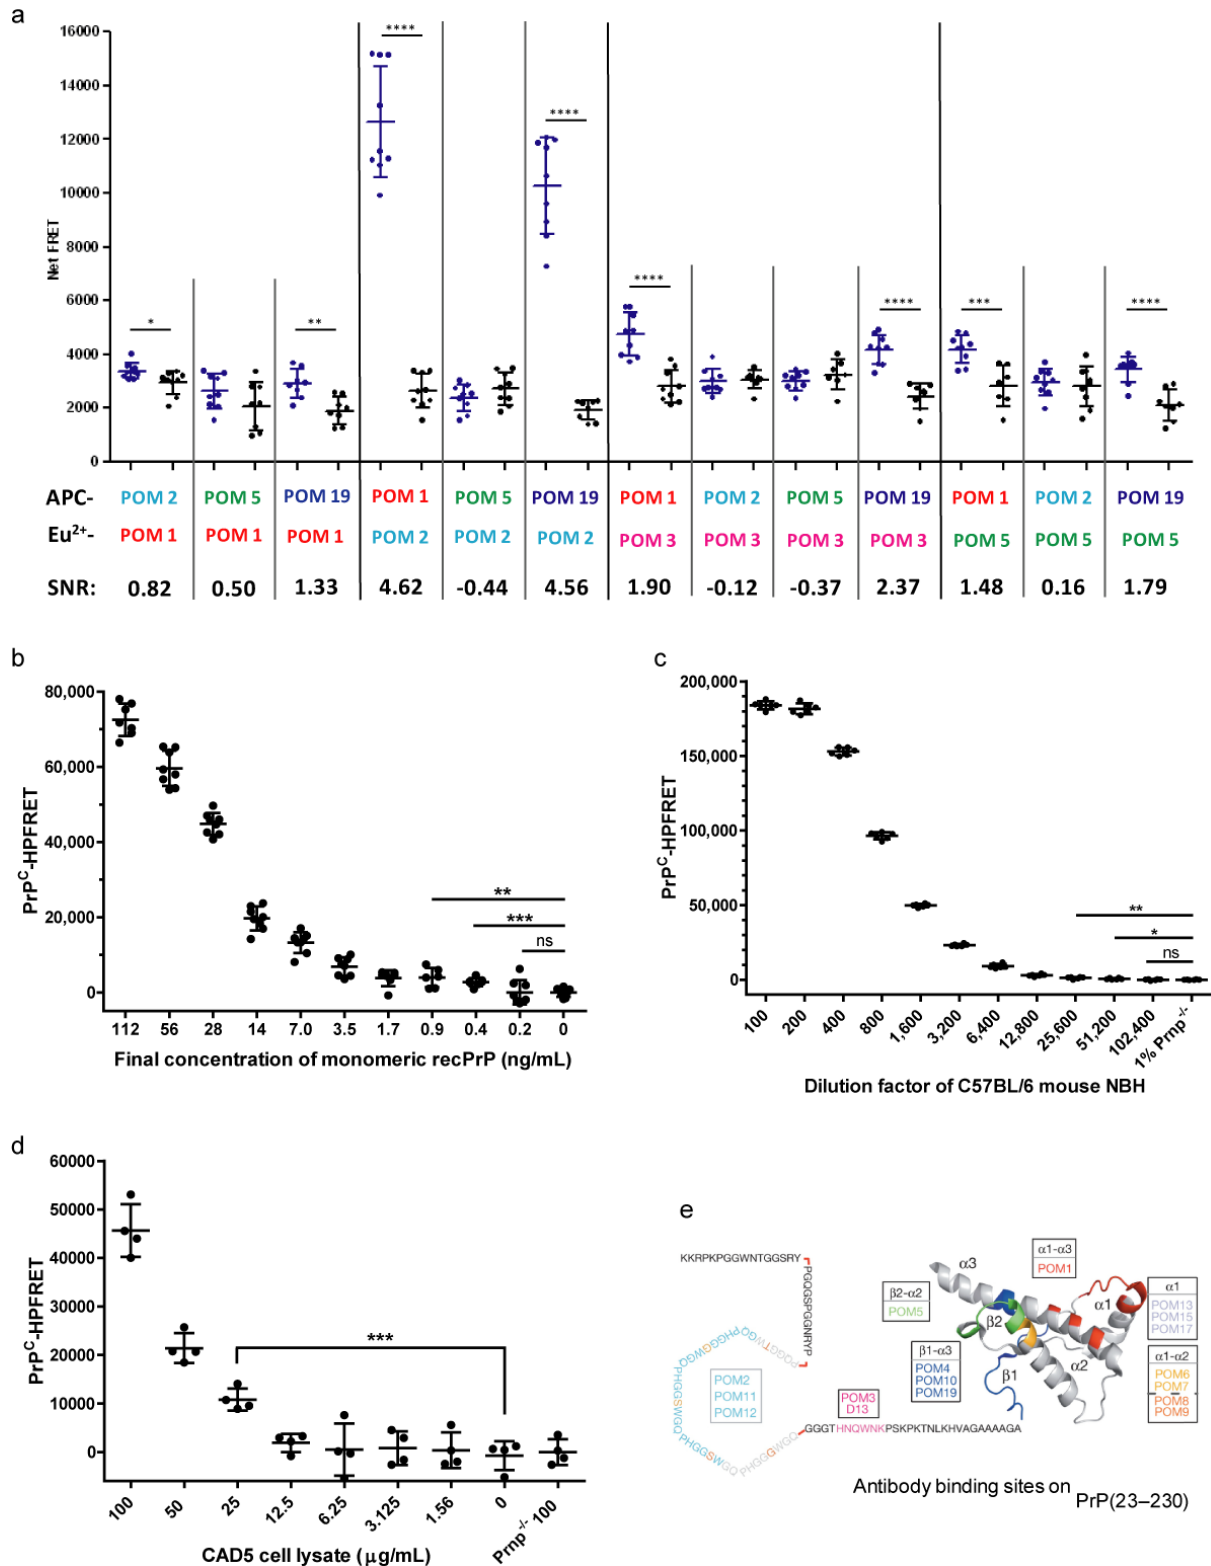 a
16000
14000
12000
10000
8000
6000
4000
2000
0
Net FRET
* ** **** **** **** **** *** ****
APC- POM 2 POM 5 POM 19 POM 1 POM 5 POM 19 POM 1 POM 2 POM 5 POM 19 POM 1 POM 2 POM 19
Eu2+- POM 1 POM 1 POM 1 POM 2 POM 2 POM 2 POM 3 POM 3 POM 3 POM 3 POM 5 POM 5 POM 5
SNR: 0.82 0.50 1.33 4.62 -0.44 4.56 1.90 -0.12 -0.37 2.37 1.48 0.16 1.79
b
80,000
60,000
40,000
20,000
0
PrPC-HPFRET
**
***
ns
112 56 28 14 7.0 3.5 1.7 0.9 0.4 0.2 0
Final concentration of monomeric recPrP (ng/mL)
c
200,000
150,000
100,000
50,000
0
PrPC-HPFRET
**
*
ns
100 200 400 800 1,600 3,200 6,400 12,800 25,600 51,200 102,400 1% Prnp-/-
Dilution factor of C57BL/6 mouse NBH
d
60000
50000
40000
30000
20000
10000
0
PrPC-HPFRET
***
100 50 25 12.5 6.25 3.125 1.56 0 Prnp-/- 100
CAD5 cell lysate (µg/mL)
e
KKRPKPGGWNTGGSRY
PGQGSPGGNRYP
PQGGTWGQ
PHGGGWGQ
PHGGSWGQ
PHGGSWGQ
PHGGGWGQ
GGGTHNQWNKPSKPKTNLKHVAGAAAAGA
POM2
POM11
POM12
POM3
D13
β2-α2
POM5
β1-α3
POM4
POM10
POM19
α1-α3
POM1
α1
POM13
POM15
POM17
α1-α2
POM6
POM7
POM8
POM9
α3
β2
α1
β1
α2
Antibody binding sites on PrP(23–230)